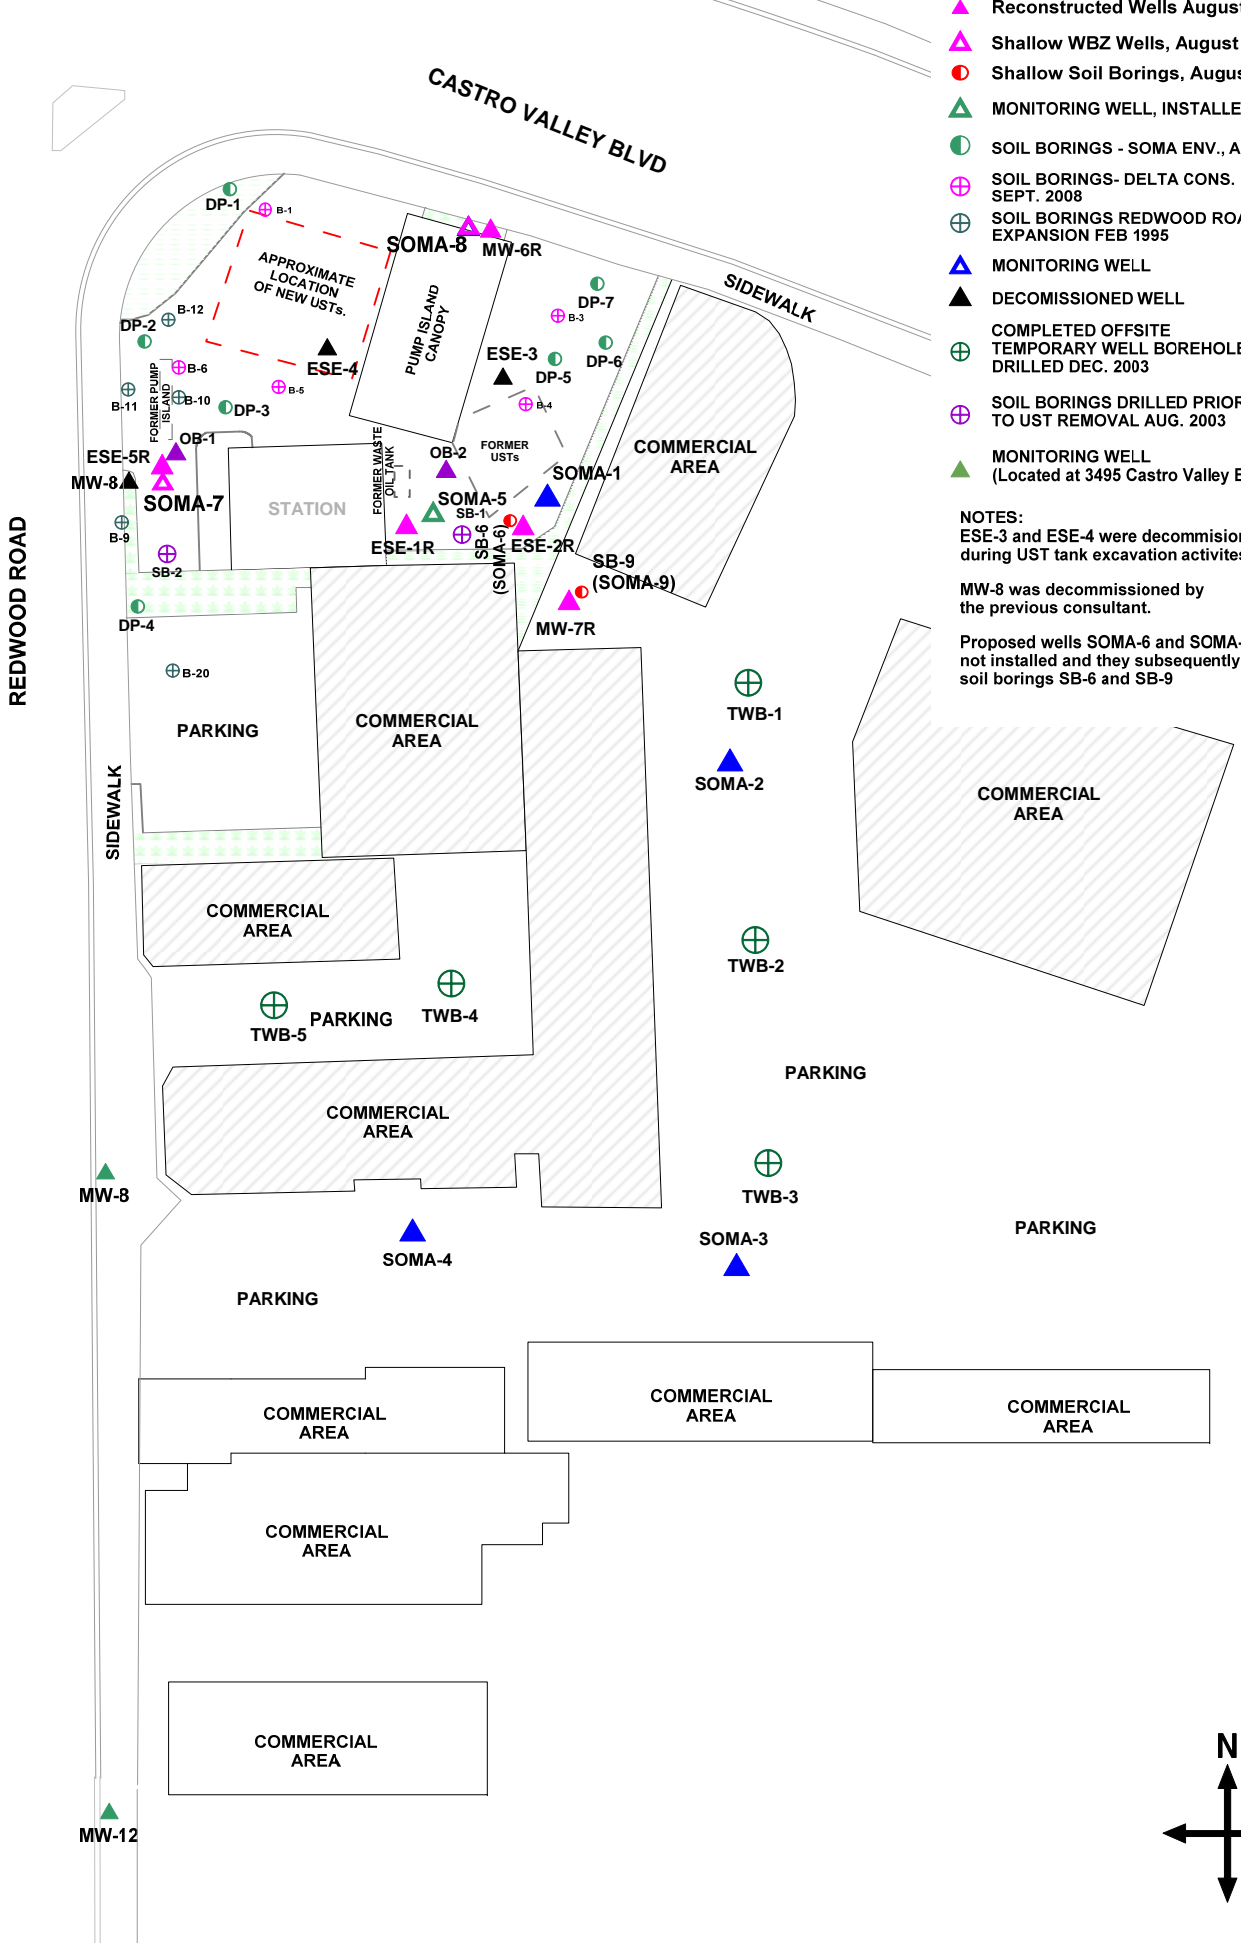 Reconstructed Wells August
Shallow WBZ Wells, August
Shallow Soil Borings, Augus
MONITORING WELL, INSTALLE
SOIL BORINGS - SOMA ENV., A
SOIL BORINGS- DELTA CONS.
SEPT. 2008
SOIL BORINGS REDWOOD ROA
EXPANSION FEB 1995
MONITORING WELL
DECOMISSIONED WELL
COMPLETED OFFSITE
TEMPORARY WELL BOREHOLE
DRILLED DEC. 2003
SOIL BORINGS DRILLED PRIOR
TO UST REMOVAL AUG. 2003
MONITORING WELL
(Located at 3495 Castro Valley B
NOTES:
ESE-3 and ESE-4 were decommision
during UST tank excavation activites
MW-8 was decommissioned by
the previous consultant.
Proposed wells SOMA-6 and SOMA-
not installed and they subsequently
soil borings SB-6 and SB-9
CASTRO VALLEY BLVD
SIDEWALK
DP-1
B-1
SOMA-8
MW-6R
APPROXIMATE
LOCATION
OF NEW USTs.
PUMP ISLAND
CANOPY
DP-7
B-3
B-12
DP-2
ESE-3
DP-6
DP-5
ESE-4
B-6
B-5
B-4
B-11
B-10
DP-3
FORMER PUMP
ISLAND
OB-1
ESE-5R
MW-8
SOMA-7
STATION
FORMER WASTE
OIL TANK
OB-2
FORMER
USTs
SOMA-1
SOMA-5
SB-1
ESE-1R
SB-6
(SOMA-6)
ESE-2R
COMMERCIAL
AREA
B-9
SB-2
SB-9
(SOMA-9)
MW-7R
DP-4
B-20
REDWOOD ROAD
SIDEWALK
PARKING
COMMERCIAL
AREA
TWB-1
SOMA-2
COMMERCIAL
AREA
COMMERCIAL
AREA
TWB-2
TWB-5
PARKING
TWB-4
PARKING
COMMERCIAL
AREA
MW-8
TWB-3
PARKING
SOMA-4
SOMA-3
PARKING
COMMERCIAL
AREA
COMMERCIAL
AREA
COMMERCIAL
AREA
COMMERCIAL
AREA
COMMERCIAL
AREA
N
MW-12